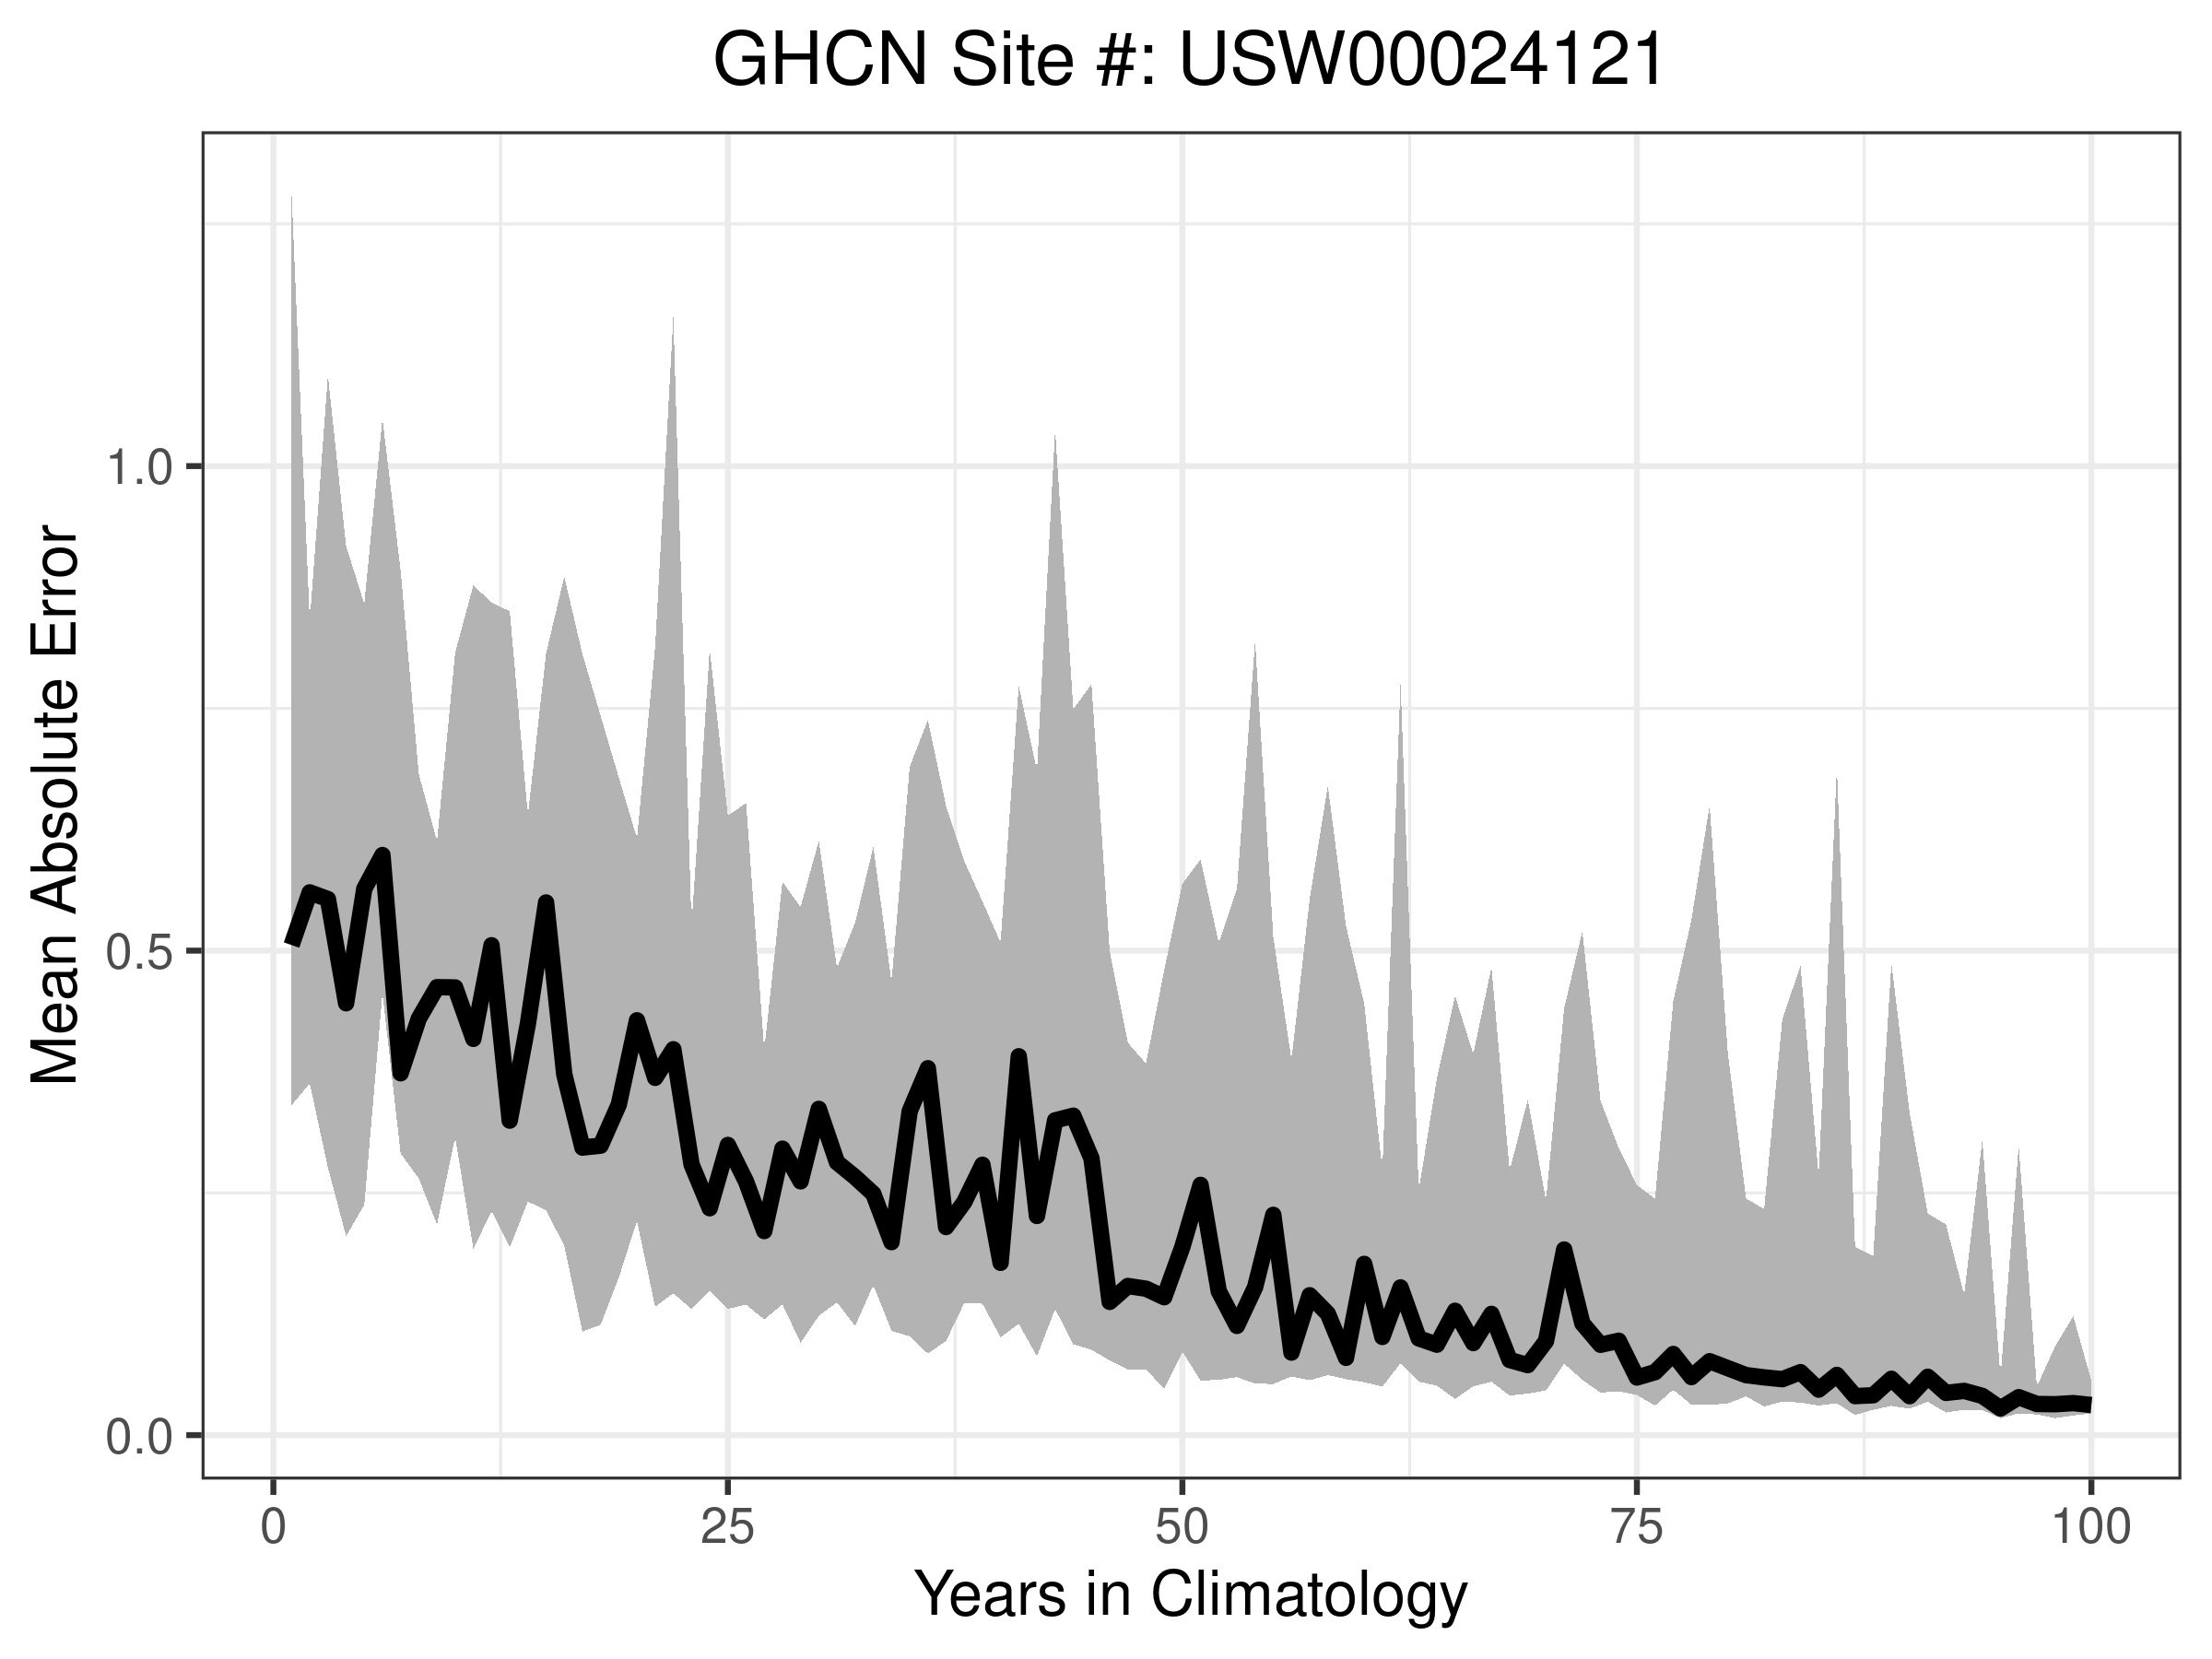 GHCN Site #: USW00024121
Mean Absolute Error
1.0
0.5
0.0
0 25 50 75 100
Years in Climatology